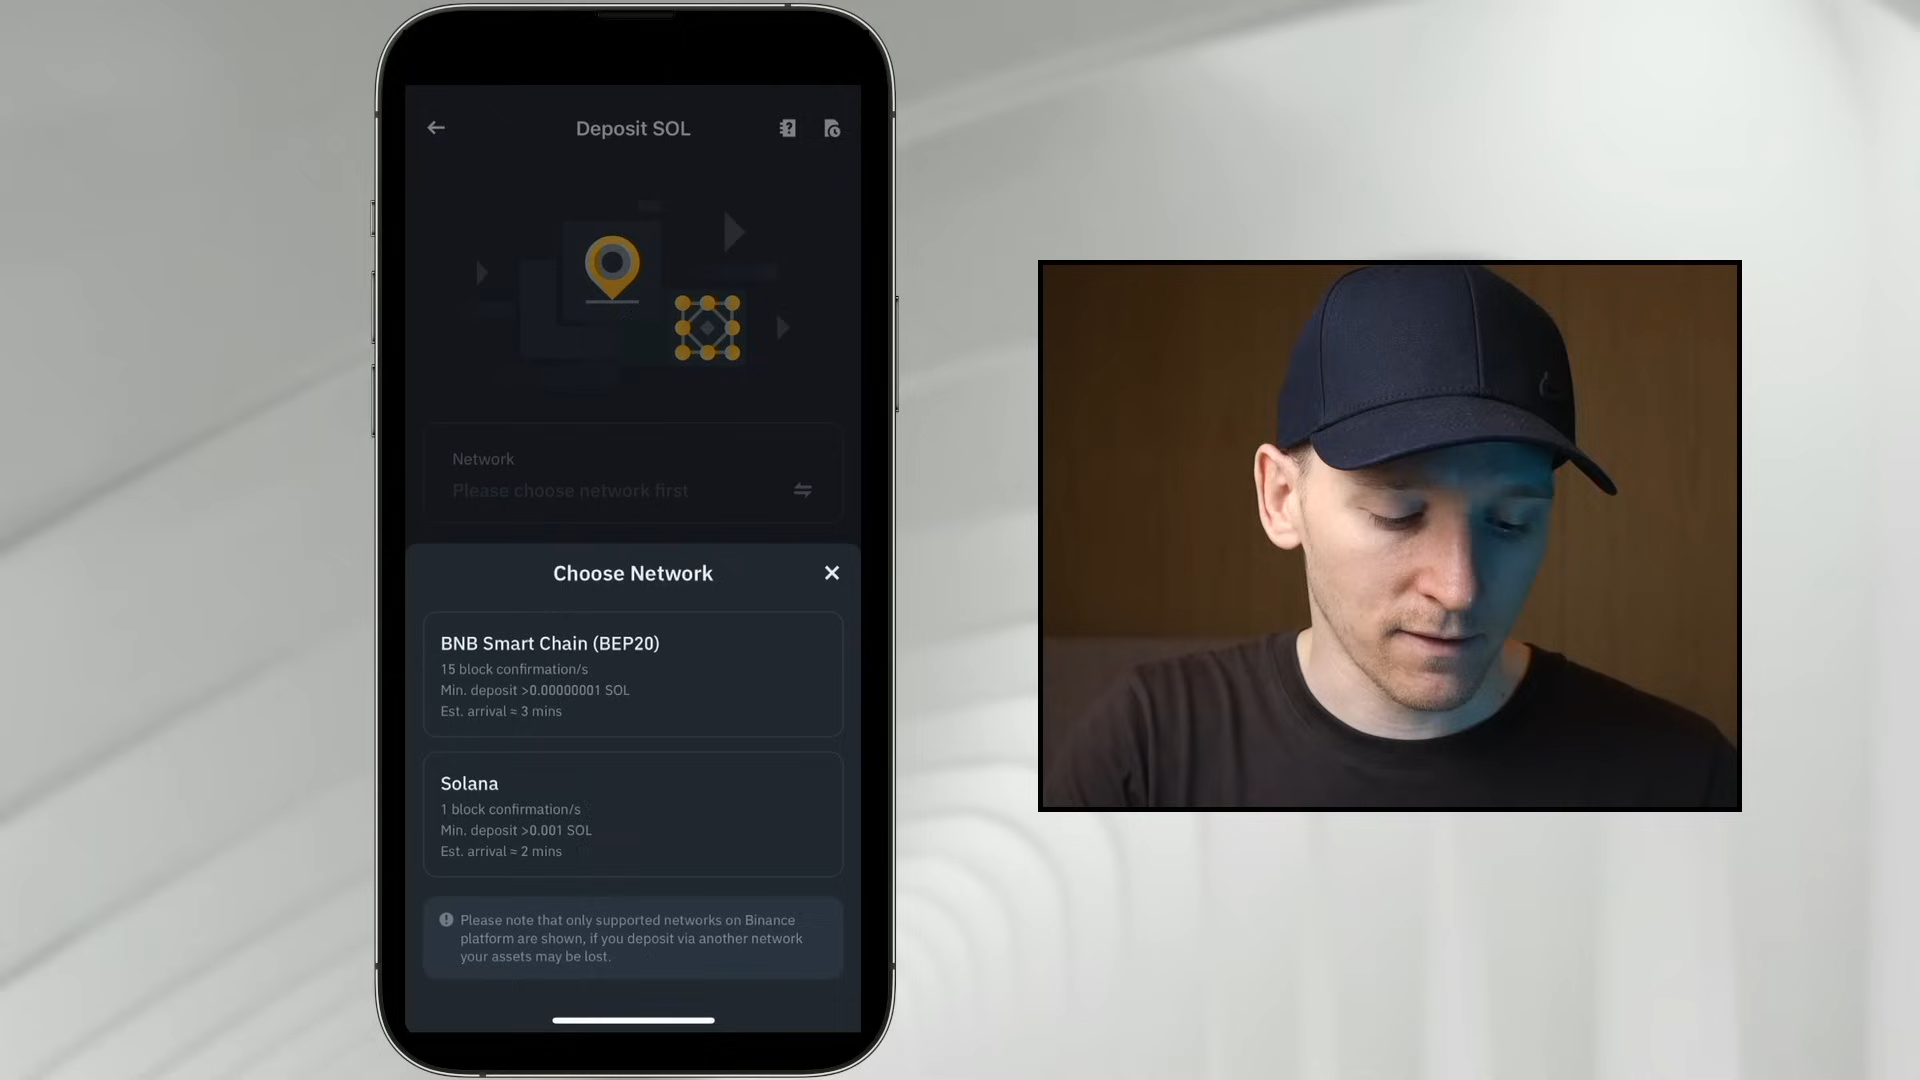 Deposit SOL
Network
Please choose network first
Choose Network
BNB Smart Chain (BEP20)
15 block confirmation/s
Min. deposit >0.00000001 SOL
Est. arrival ≈ 3 mins
Solana
1 block confirmation/s
Min. deposit >0.001 SOL
Est. arrival ≈ 2 mins
Please note that only supported networks on Binance
platform are shown, if you deposit via another network
your assets may be lost.